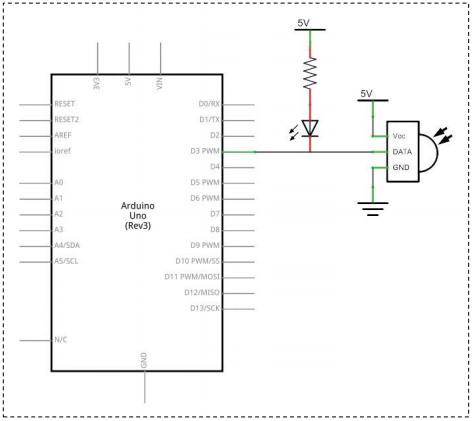 5V
3V3
5V
VIN
5V
RESET
D0/RX
RESET2
D1/TX
AREF
D2
Vcc
ioref
D3 PWM
DATA
D4
GND
A0
D5 PWM
A1
D6 PWM
A2
D7
A3
D8
Arduino
Uno
(Rev3)
A4/SDA
D9 PWM
A5/SCL
D10 PWM/SS
D11 PWM/MOSI
D12/MISO
D13/SCK
N/C
GND